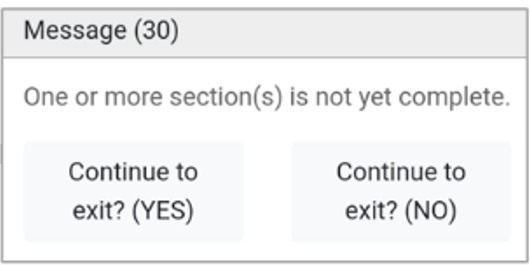 Message (30)
One or more section(s) is not yet complete.
Continue to
exit? (YES)
Continue to
exit? (NO)